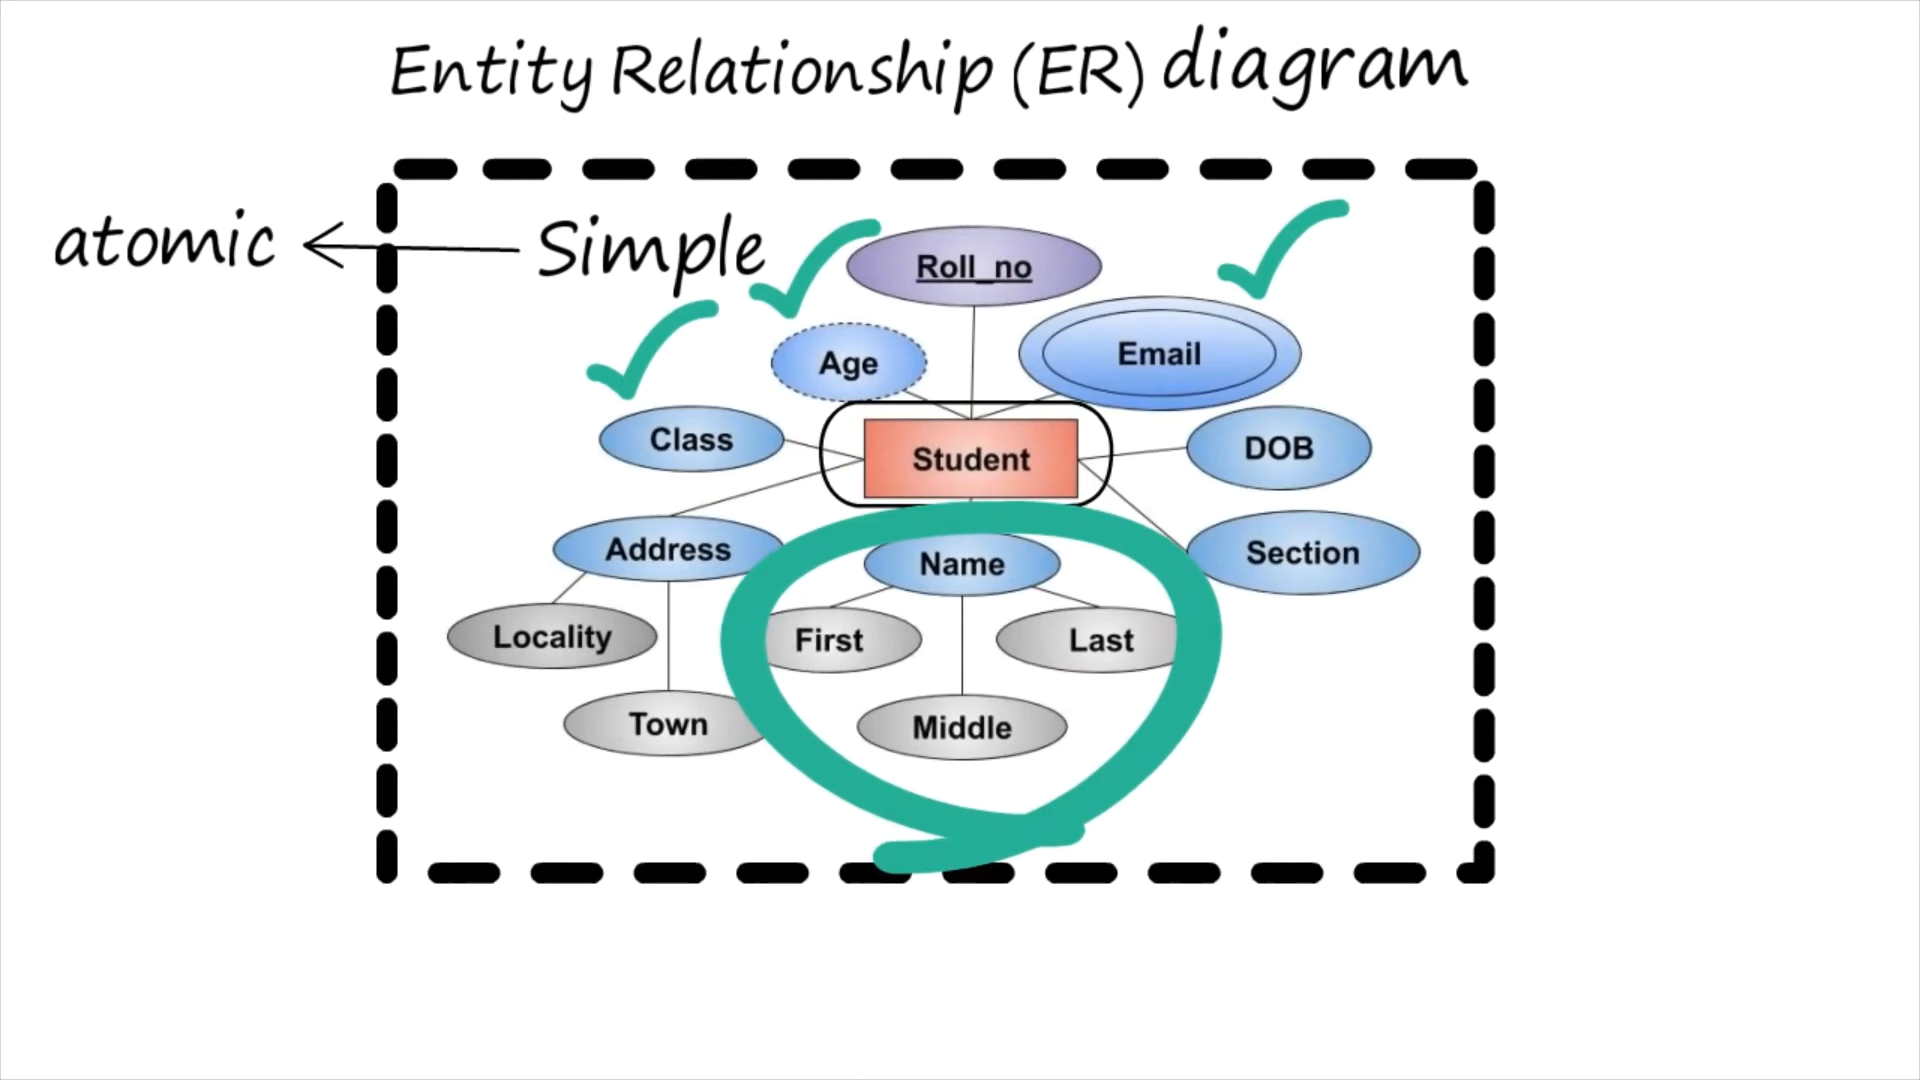 Entity Relationship (ER) diagram
atomic
Simple
Roll_no
Age
Email
Class
Student
DOB
Address
Name
Section
Locality
First
Last
Town
Middle